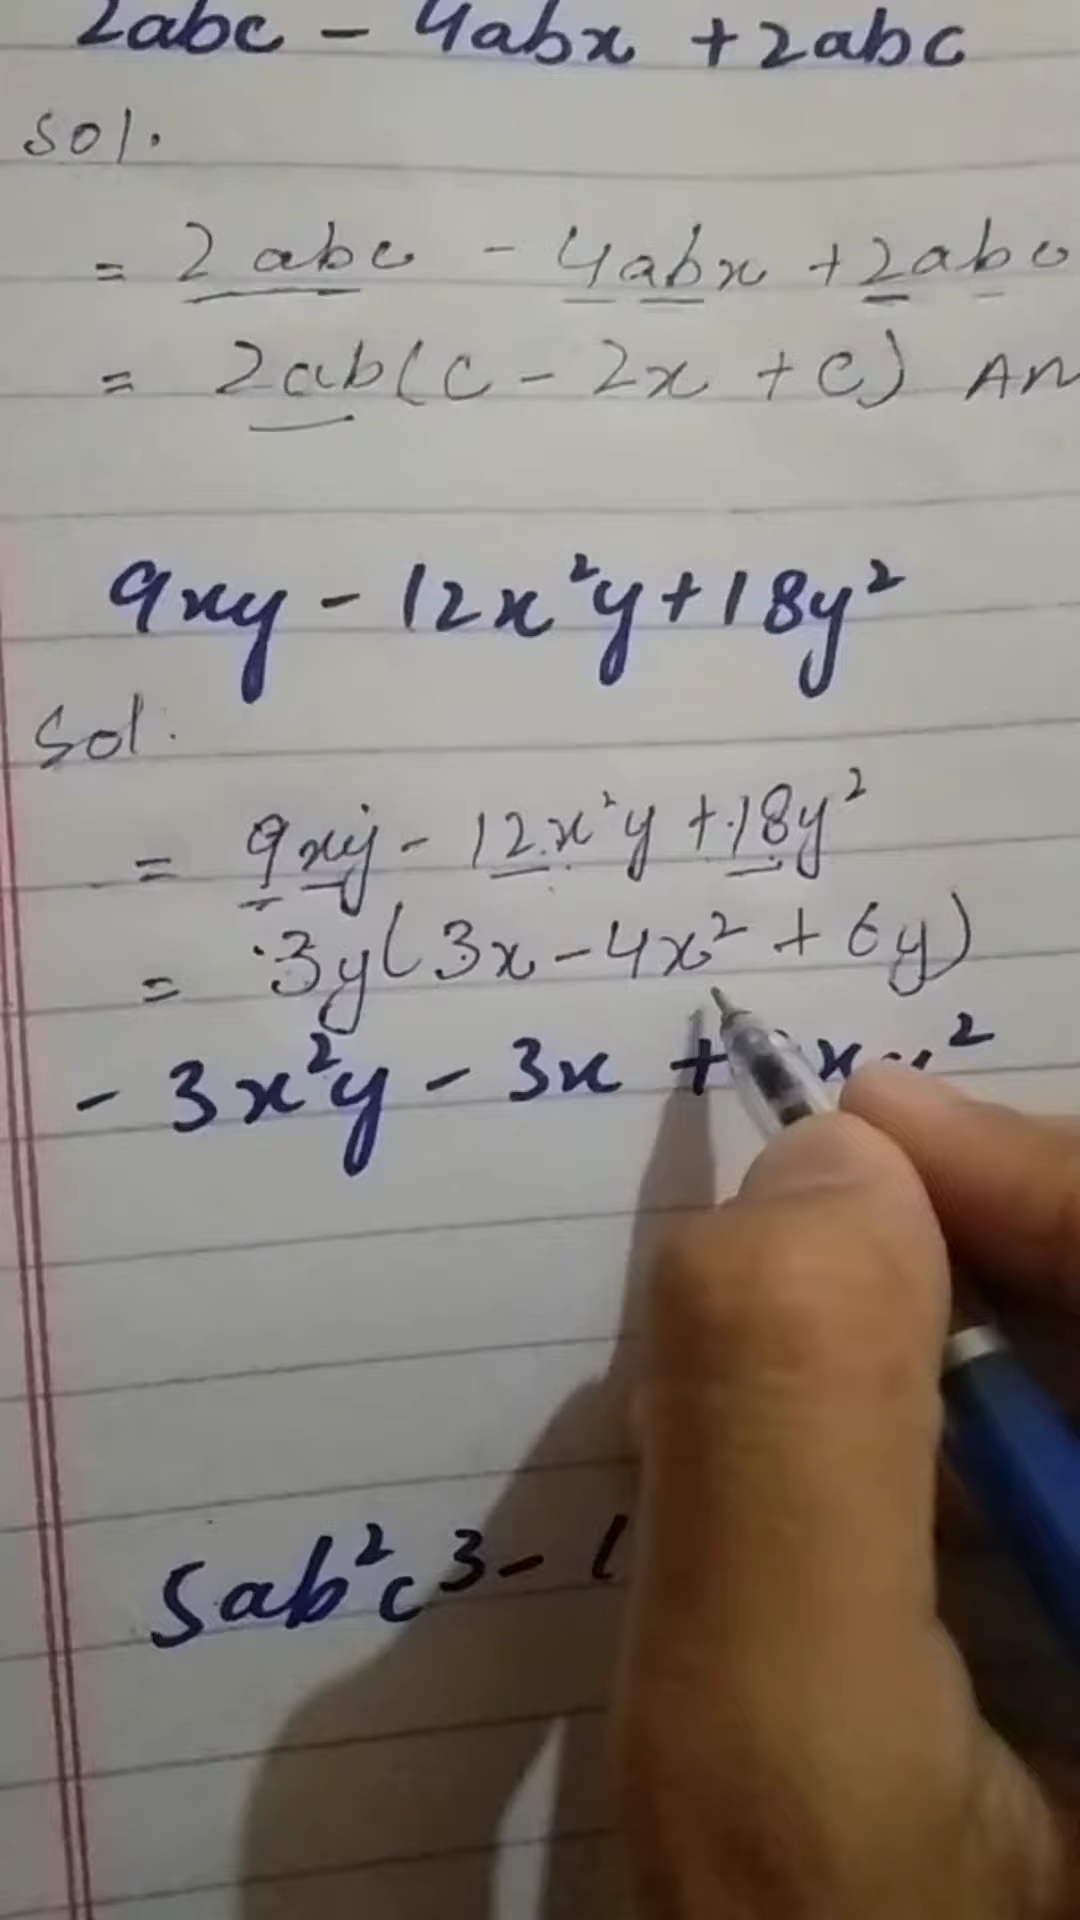 2abc - 4abx + 2abc
Sol.
= 2abc - 4abx + 2abc
= 2ab(c - 2x + c) An
9xy - 12x²y + 18y²
Sol.
= 9xy - 12x²y + 18y²
= 3y(3x - 4x² + 6y)
- 3x²y - 3x +
5ab²c³ -